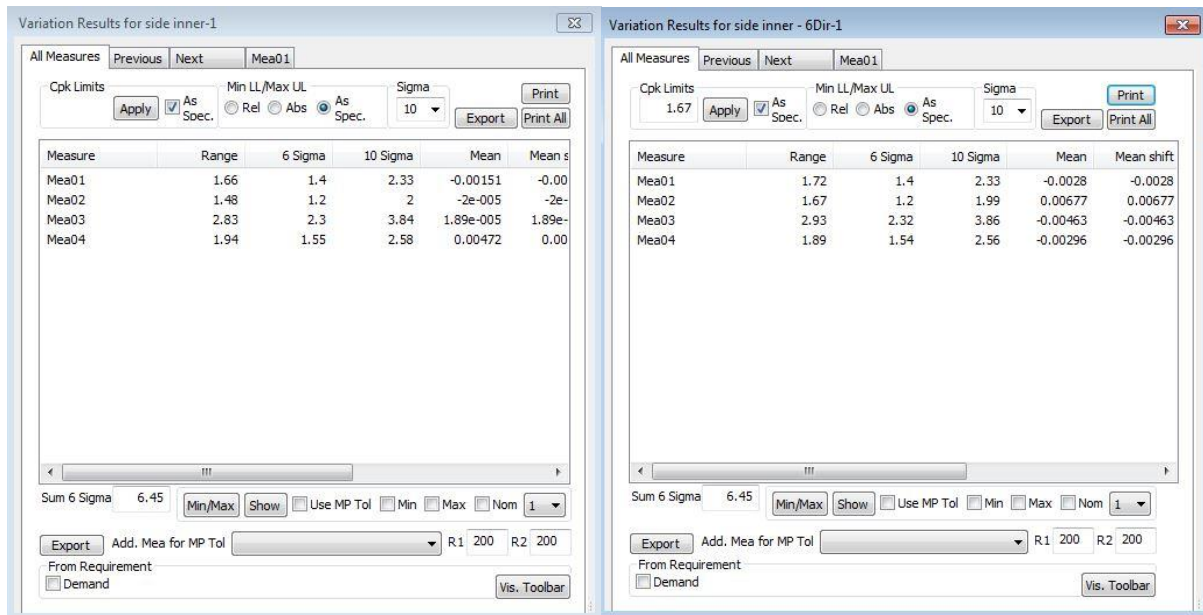 Variation Results for side inner-1
All Measures Previous Next Mea01
Cpk Limits Min LL/Max UL Sigma
Apply As Spec. Rel Abs As Spec. 10 Export Print Print All
Measure Range 6 Sigma 10 Sigma Mean Mean s
Mea01 1.66 1.4 2.33 -0.00151 -0.00
Mea02 1.48 1.2 2 -2e-005 -2e-
Mea03 2.83 2.3 3.84 1.89e-005 1.89e-
Mea04 1.94 1.55 2.58 0.00472 0.00
Sum 6 Sigma 6.45 Min/Max Show Use MP Tol Min Max Nom 1
Export Add. Mea for MP Tol R1 200 R2 200
From Requirement
Demand Vis. Toolbar
Variation Results for side inner - 6Dir-1
All Measures Previous Next Mea01
Cpk Limits Min LL/Max UL Sigma
1.67 Apply As Spec. Rel Abs As Spec. 10 Export Print Print All
Measure Range 6 Sigma 10 Sigma Mean Mean shift
Mea01 1.72 1.4 2.33 -0.0028 -0.0028
Mea02 1.67 1.2 1.99 0.00677 0.00677
Mea03 2.93 2.32 3.86 -0.00463 -0.00463
Mea04 1.89 1.54 2.56 -0.00296 -0.00296
Sum 6 Sigma 6.45 Min/Max Show Use MP Tol Min Max Nom 1
Export Add. Mea for MP Tol R1 200 R2 200
From Requirement
Demand Vis. Toolbar